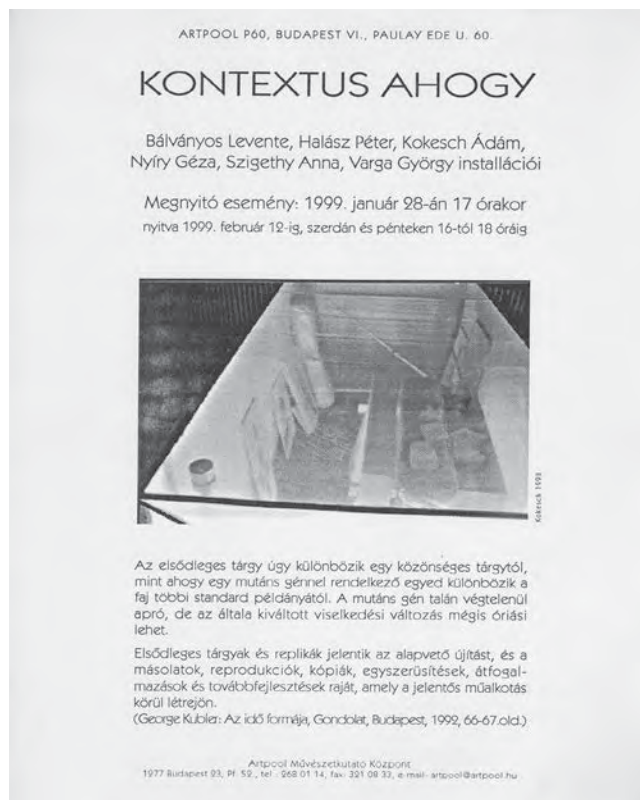 ARTPOOL P60, BUDAPEST VI., PAULAY EDE U. 60.
KONTEXTUS AHOGY
Bálványos Levente, Halász Péter, Kokesch Ádám,
Nyíry Géza, Szigethy Anna, Varga György installációi
Megnyitó esemény: 1999. január 28-án 17 órakor
nyitva 1999. február 12-ig, szerdán és pénteken 16-tól 18 óráig
Kokesch 1998
Az elsődleges tárgy úgy különbözik egy közönséges tárgytól,
mint ahogy egy mutáns génnel rendelkező egyed különbözik a
faj többi standard példányától. A mutáns gén talán végtelenül
apró, de az általa kiváltott viselkedési változás mégis óriási
lehet.
Elsődleges tárgyak és replikák jelentik az alapvető újítást, és a
másolatok, reprodukciók, kópiák, egyszerűsítések, átfogal-
mazások és továbbfejlesztések raját, amely a jelentős műalkotás
körül létrejön.
(George Kubler: Az idő formája, Gondolat, Budapest, 1992, 66-67.old.)
Artpool Művészetkutató Központ
1977 Budapest 23, Pf. 52., tel.: 268 01 14, fax: 321 08 33, e-mail: artpool@artpool.hu